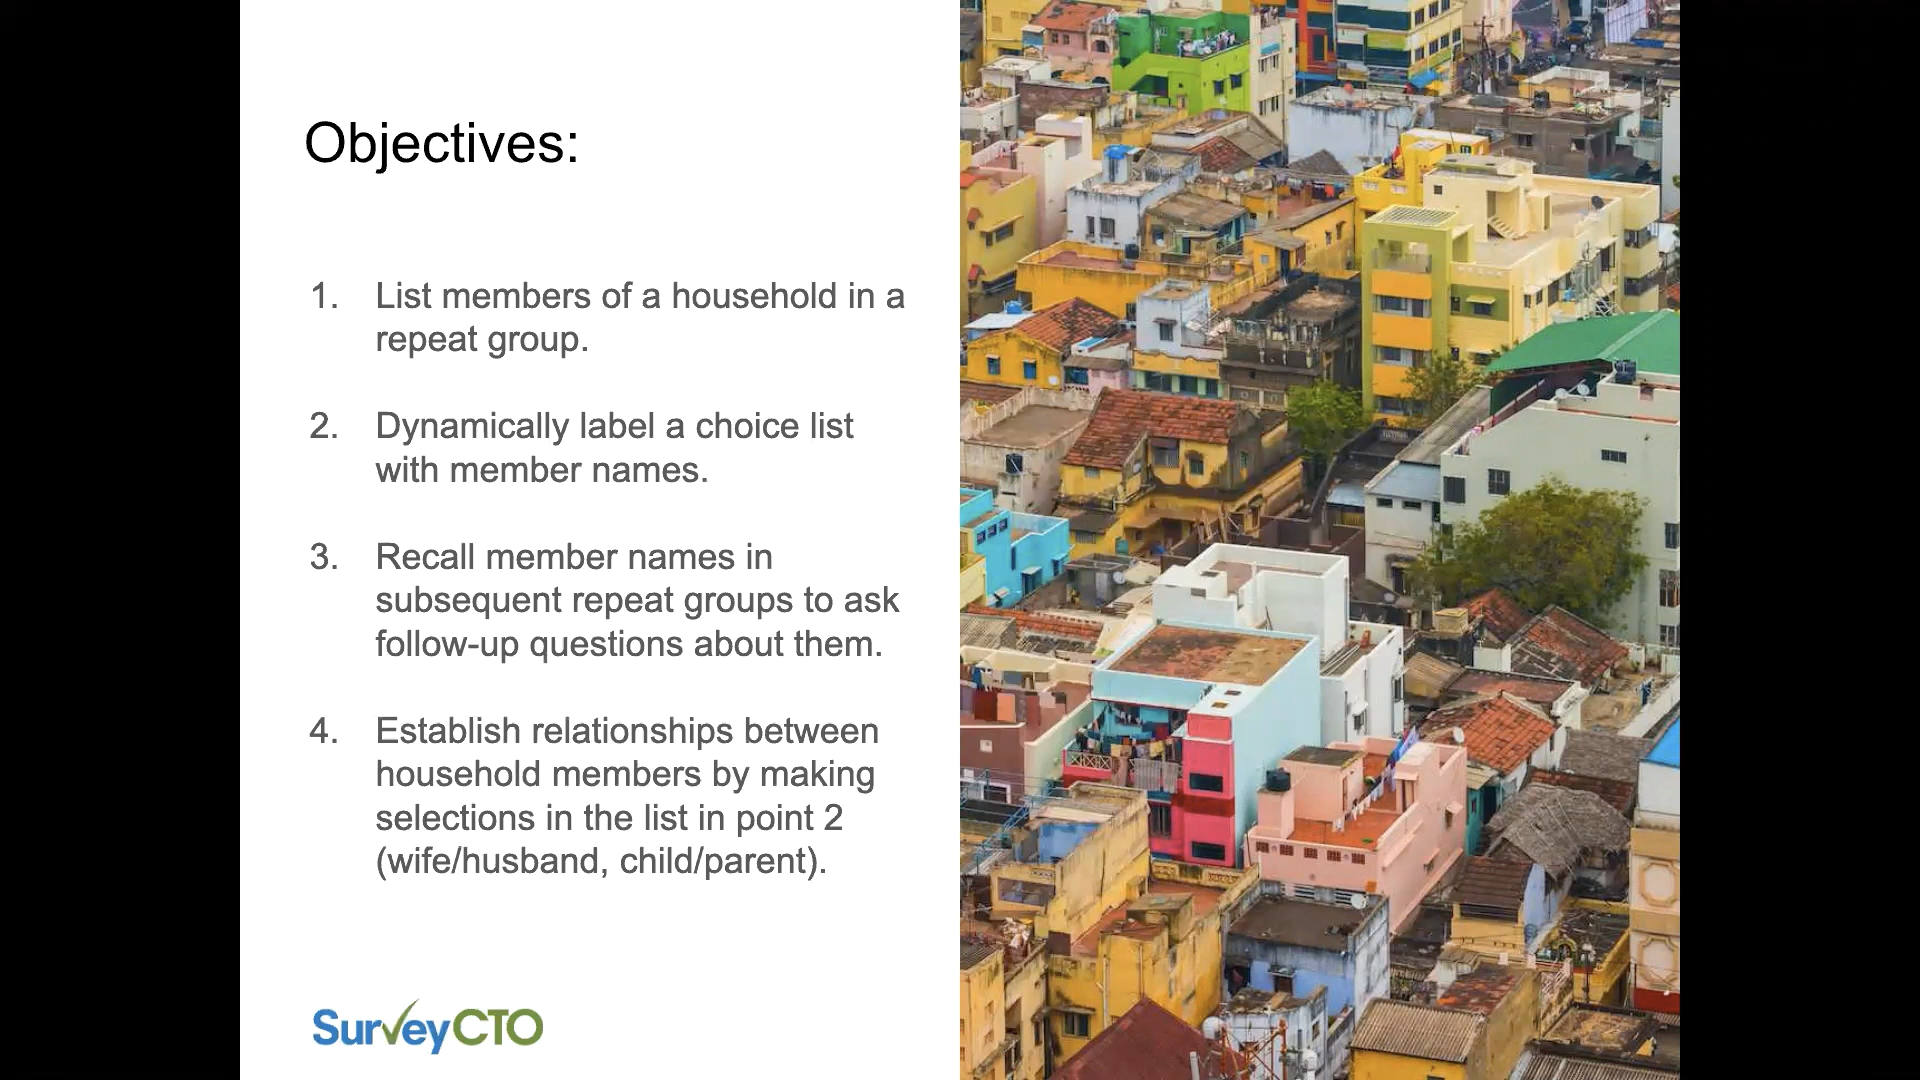 Objectives:
1. List members of a household in a
repeat group.
2. Dynamically label a choice list
with member names.
3. Recall member names in
subsequent repeat groups to ask
follow-up questions about them.
4. Establish relationships between
household members by making
selections in the list in point 2
(wife/husband, child/parent).
SurveyCTO